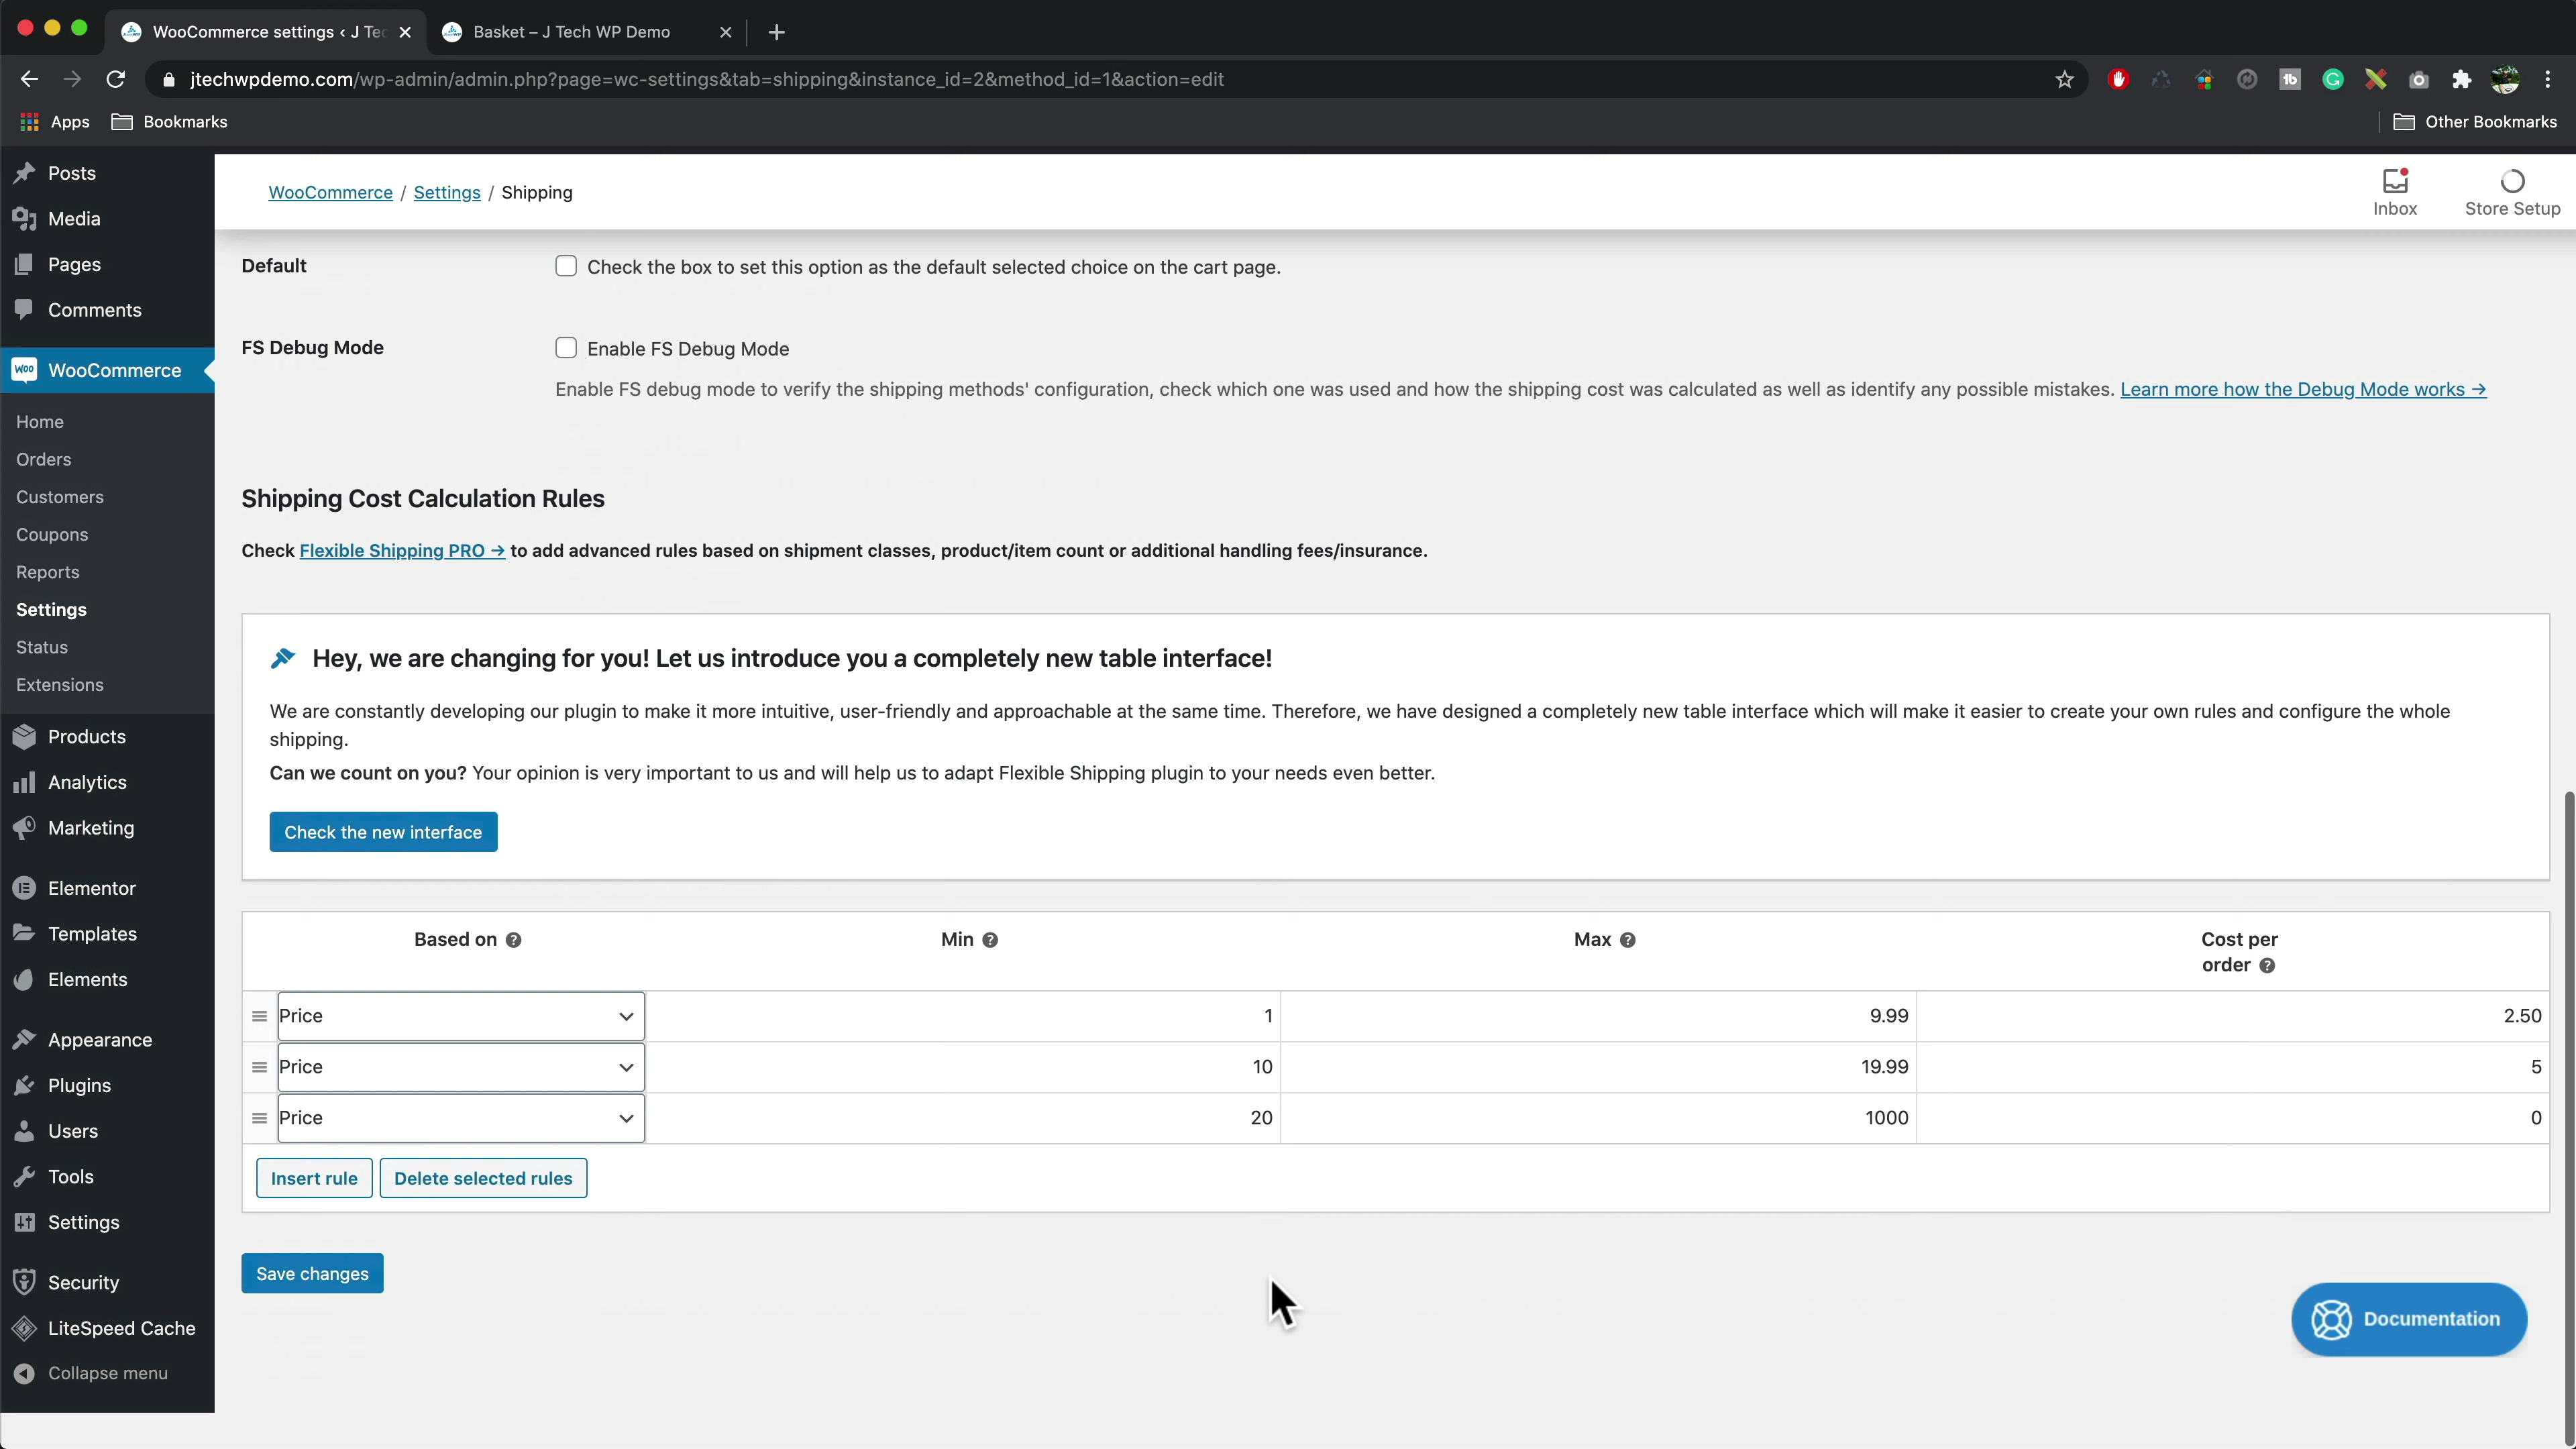 WooCommerce settings ‹ J Tec
Basket – J Tech WP Demo
jtechwpdemo.com/wp-admin/admin.php?page=wc-settings&tab=shipping&instance_id=2&method_id=1&action=edit
Apps
Bookmarks
Other Bookmarks
Posts
Media
Pages
Comments
WooCommerce
Home
Orders
Customers
Coupons
Reports
Settings
Status
Extensions
Products
Analytics
Marketing
Elementor
Templates
Elements
Appearance
Plugins
Users
Tools
Settings
Security
LiteSpeed Cache
Collapse menu
WooCommerce / Settings / Shipping
Inbox
Store Setup
Default
Check the box to set this option as the default selected choice on the cart page.
FS Debug Mode
Enable FS Debug Mode
Enable FS debug mode to verify the shipping methods' configuration, check which one was used and how the shipping cost was calculated as well as identify any possible mistakes. Learn more how the Debug Mode works →
Shipping Cost Calculation Rules
Check Flexible Shipping PRO → to add advanced rules based on shipment classes, product/item count or additional handling fees/insurance.
Hey, we are changing for you! Let us introduce you a completely new table interface!
We are constantly developing our plugin to make it more intuitive, user-friendly and approachable at the same time. Therefore, we have designed a completely new table interface which will make it easier to create your own rules and configure the whole
shipping.
Can we count on you? Your opinion is very important to us and will help us to adapt Flexible Shipping plugin to your needs even better.
Check the new interface
Based on ? Min ? Max ? Cost per
order ?
Price 1 9.99 2.50
Price 10 19.99 5
Price 20 1000 0
Insert rule Delete selected rules
Save changes
Documentation